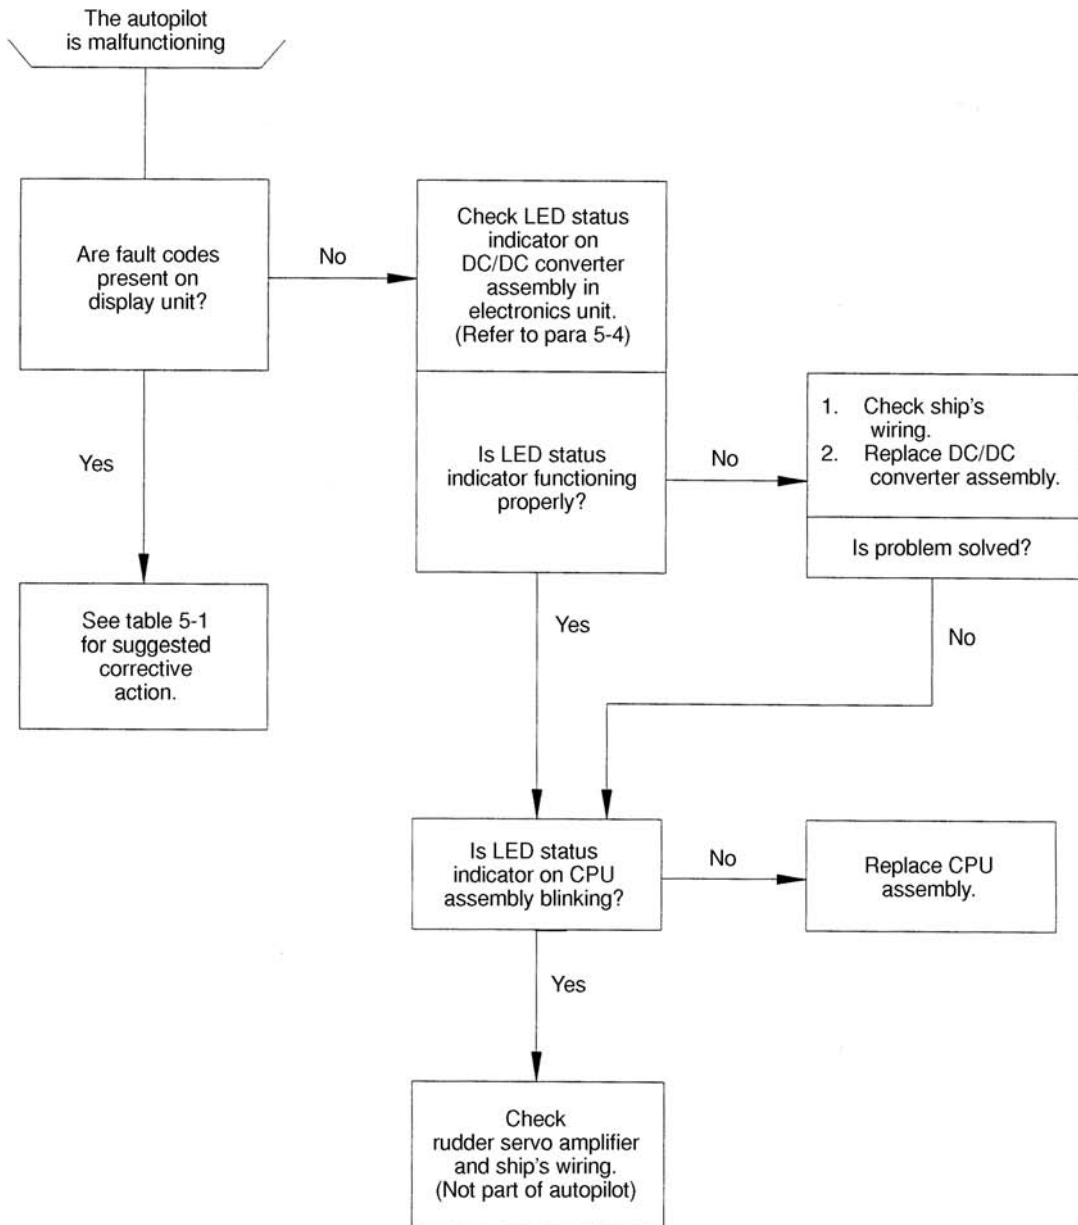 The autopilot
is malfunctioning
Are fault codes
present on
display unit?
No
Check LED status
indicator on
DC/DC converter
assembly in
electronics unit.
(Refer to para 5-4)
Yes
Is LED status
indicator functioning
properly?
No
1. Check ship's
wiring.
2. Replace DC/DC
converter assembly.
Is problem solved?
See table 5-1
for suggested
corrective
action.
Yes
No
Is LED status
indicator on CPU
assembly blinking?
No
Replace CPU
assembly.
Yes
Check
rudder servo amplifier
and ship's wiring.
(Not part of autopilot)